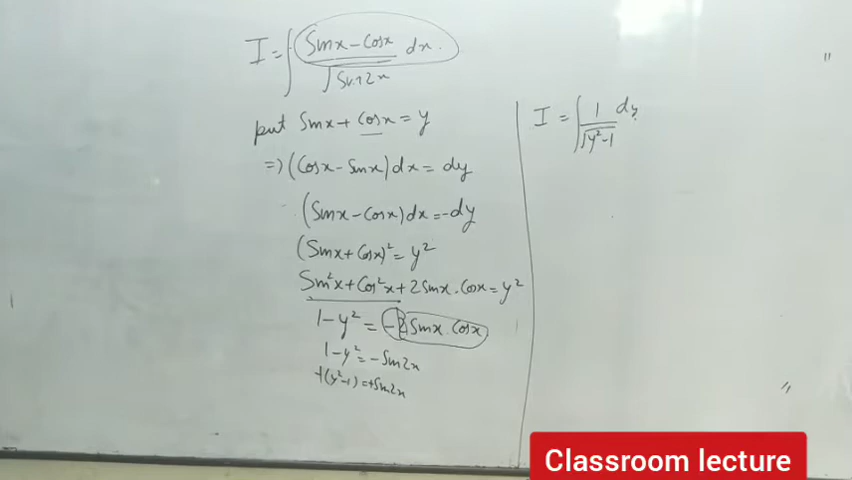 I = ∫ Sinx - Cosx / √Sin2x dx.
put Sinx + Cosx = y
=> (Cosx - Sinx)dx = dy
(Sinx - Cosx)dx = -dy
(Sinx + Cosx)² = y²
Sin²x + Cos²x + 2Sinx.Cosx = y²
1-y² = -2Sinx.Cosx
1-y² = -Sin2x
+(y²-1) = +Sin2x
I = ∫ 1/√y²-1 dy
Classroom lecture